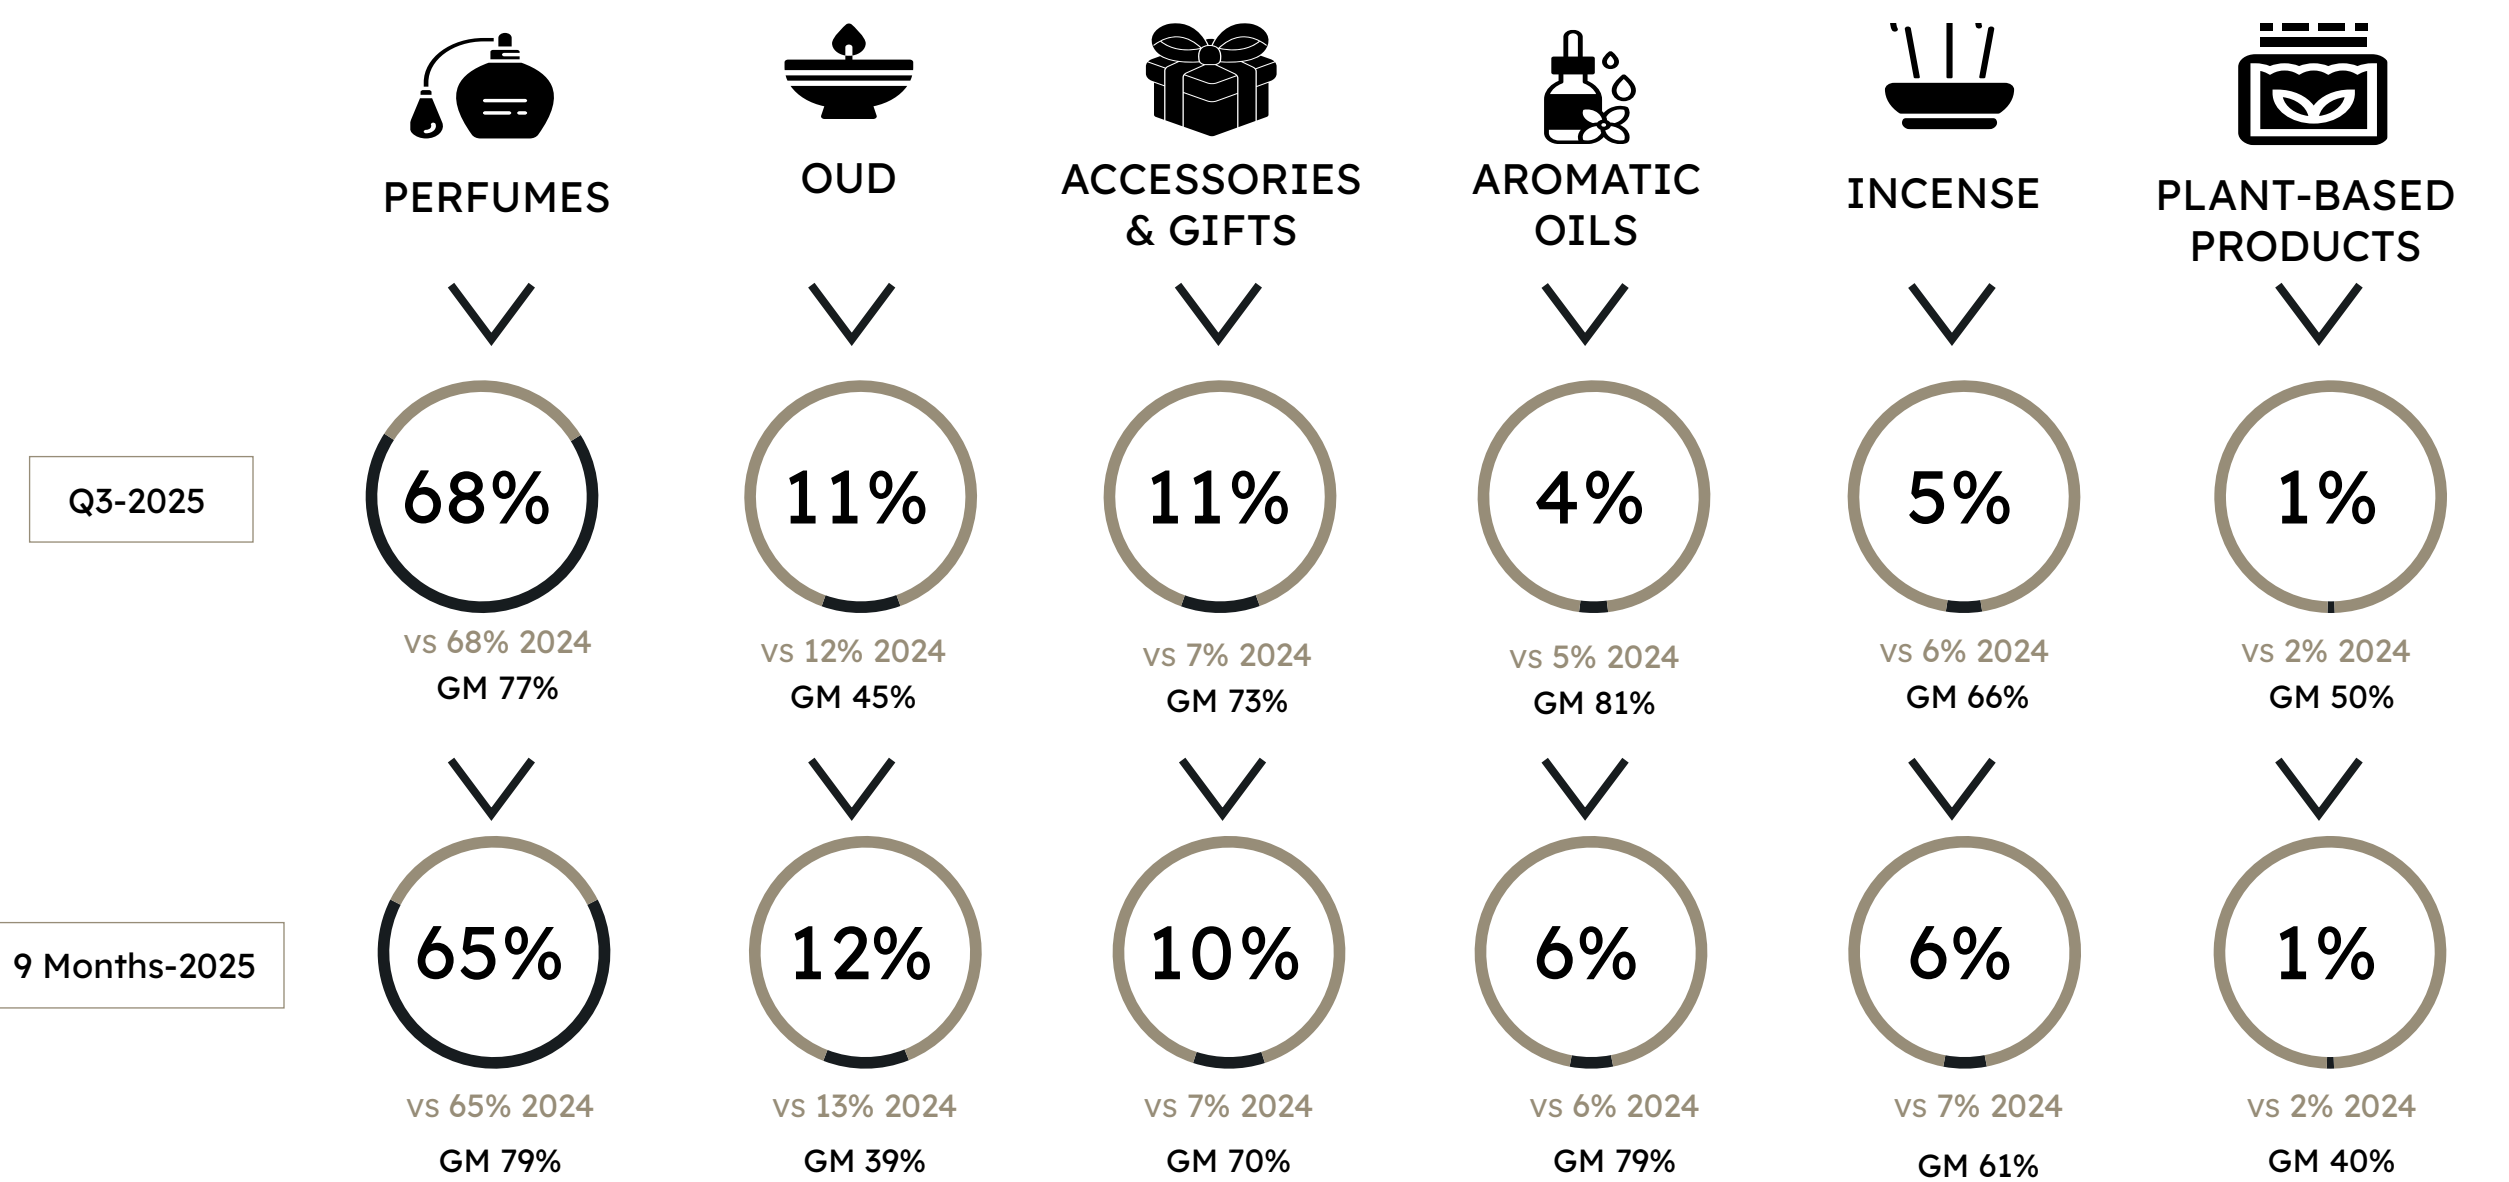 PERFUMES
OUD
ACCESSORIES
& GIFTS
AROMATIC
OILS
INCENSE
PLANT-BASED
PRODUCTS
Q3-2025
68%
11%
11%
4%
5%
1%
vs 68% 2024
vs 12% 2024
vs 7% 2024
vs 5% 2024
vs 6% 2024
vs 2% 2024
GM 77%
GM 45%
GM 73%
GM 81%
GM 66%
GM 50%
9 Months-2025
65%
12%
10%
6%
6%
1%
vs 65% 2024
vs 13% 2024
vs 7% 2024
vs 6% 2024
vs 7% 2024
vs 2% 2024
GM 79%
GM 39%
GM 70%
GM 79%
GM 61%
GM 40%